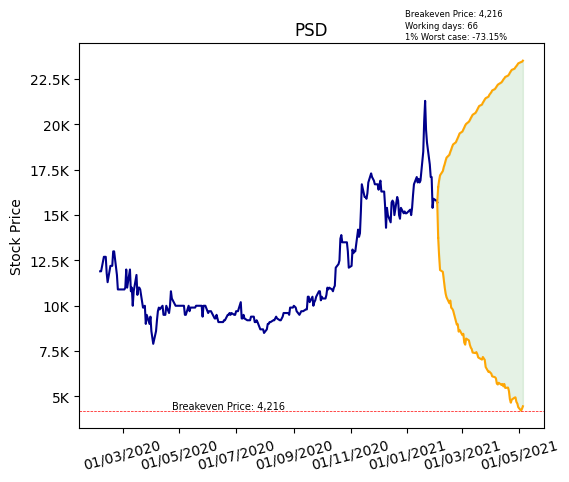 Breakeven Price: 4,216
Working days: 66
1% Worst case: -73.15%
PSD
Stock Price
22.5K
20K
17.5K
15K
12.5K
10K
7.5K
5K
Breakeven Price: 4,216
01/03/2020
01/05/2020
01/07/2020
01/09/2020
01/11/2020
01/01/2021
01/03/2021
01/05/2021